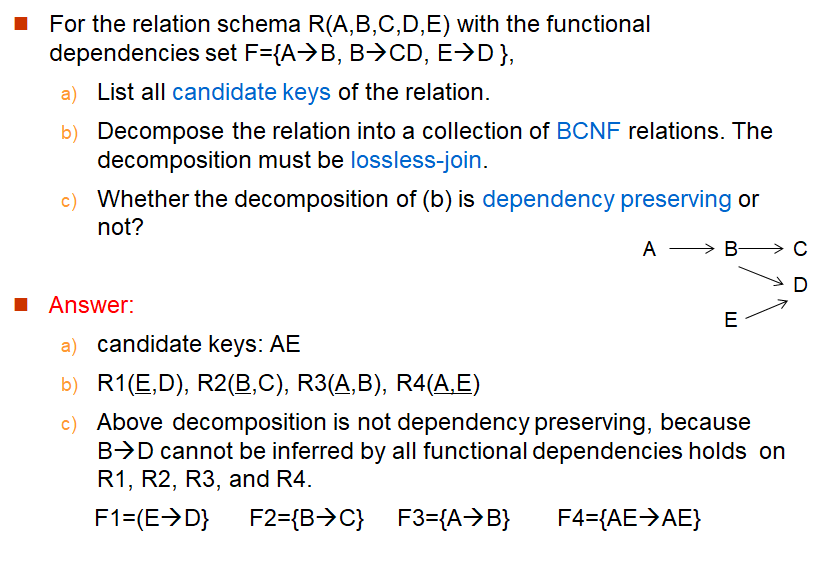 For the relation schema R(A,B,C,D,E) with the functional
dependencies set F={A→B, B→CD, E→D },
a) List all candidate keys of the relation.
b) Decompose the relation into a collection of BCNF relations. The
decomposition must be lossless-join.
c) Whether the decomposition of (b) is dependency preserving or
not?
A → B → C
D
E
Answer:
a) candidate keys: AE
b) R1(E,D), R2(B,C), R3(A,B), R4(A,E)
c) Above decomposition is not dependency preserving, because
B→D cannot be inferred by all functional dependencies holds on
R1, R2, R3, and R4.
F1=(E→D} F2={B→C} F3={A→B} F4={AE→AE}